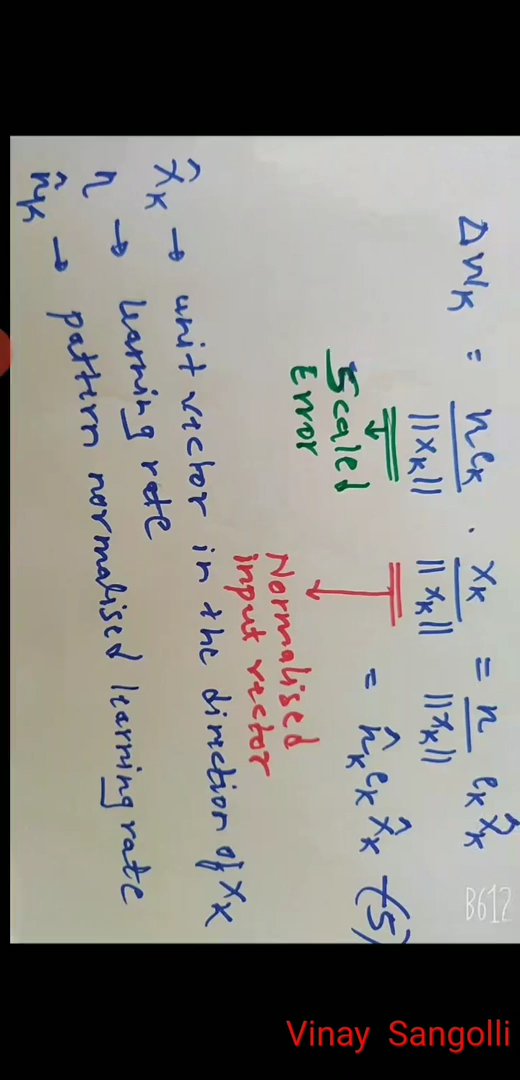 ΔWₖ = ηeₖ / ||Xₖ|| · Xₖ / ||Xₖ|| = η / ||Xₖ|| eₖ X̂ₖ
= η̂ₖ eₖ X̂ₖ –(5)
Scaled
Error
Normalised
input vector
X̂ₖ → unit vector in the direction of Xₖ
η → learning rate
η̂ₖ → pattern normalised learning rate
B612
Vinay Sangolli